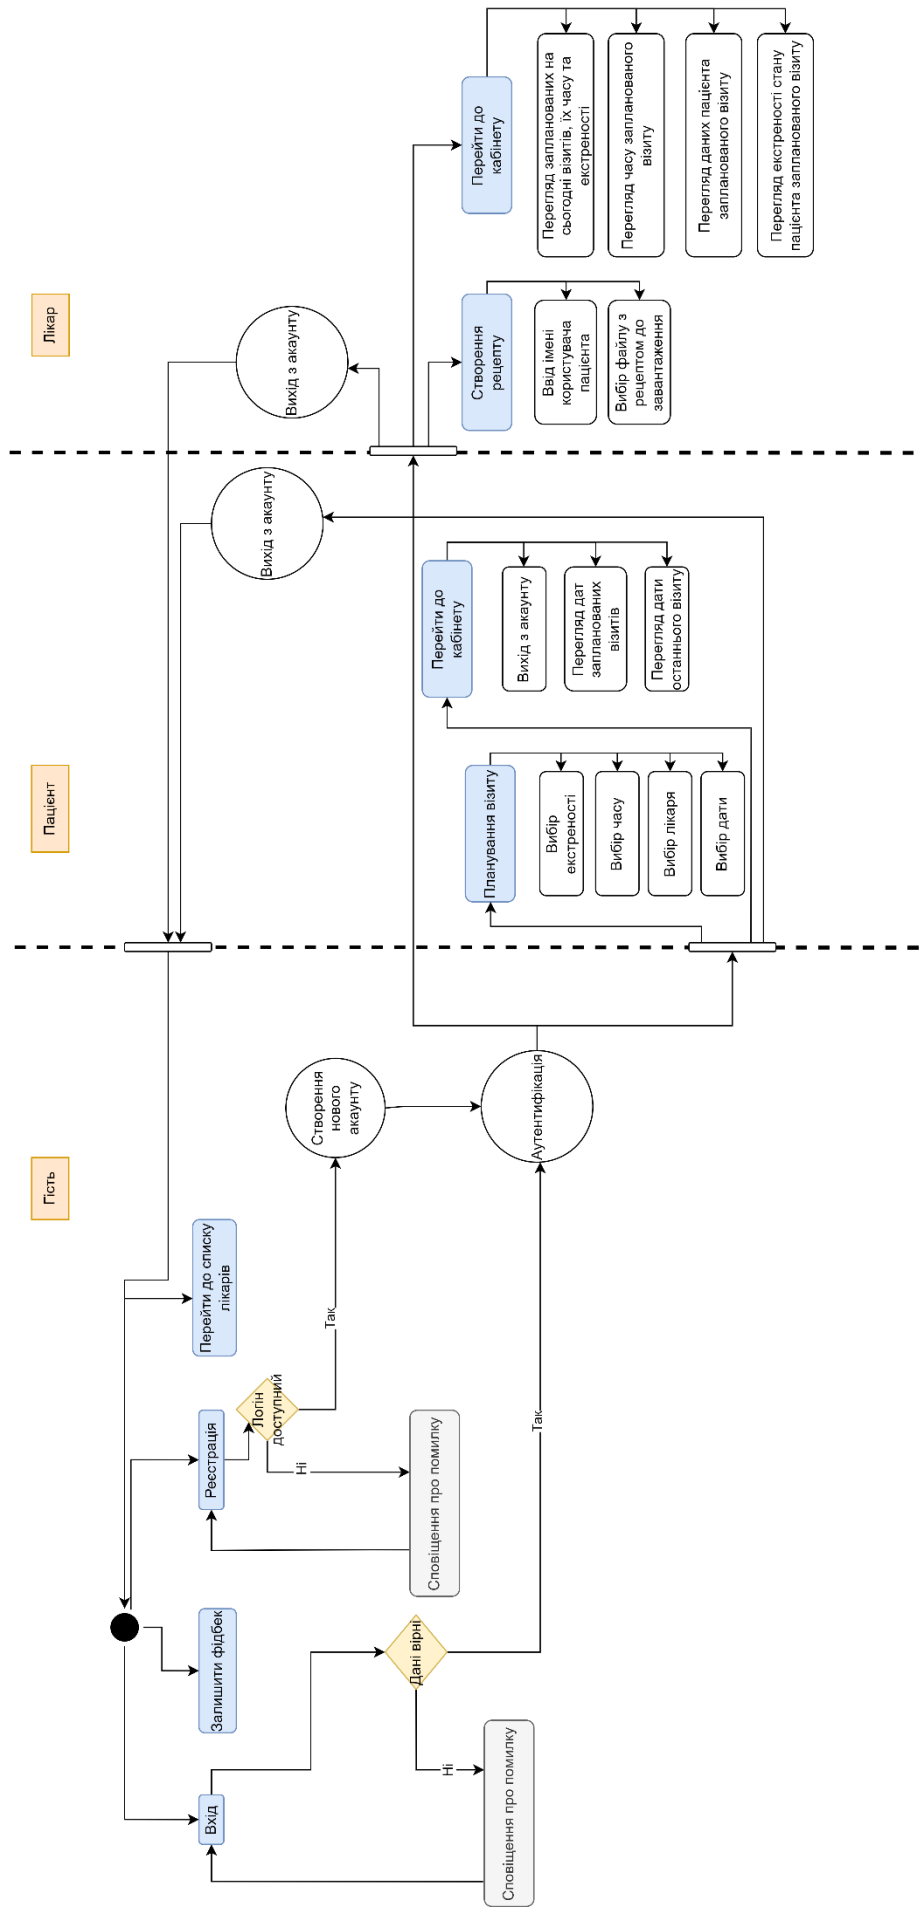 Гість
Пацієнт
Лікар
Вхід
Залишити фідбек
Реєстрація
Перейти до списку
лікарів
Логін
доступний
Так
Ні
Створення
нового
акаунту
Сповіщення про помилку
Дані вірні
Ні
Так
Сповіщення про помилку
Аутентифікація
Вихід з акаунту
Планування візиту
Вибір
екстреності
Вибір часу
Вибір лікаря
Вибір дати
Перейти до
кабінету
Вихід з акаунту
Перегляд дат
запланованих
візитів
Перегляд дати
останнього візиту
Вихід з акаунту
Створення
рецепту
Ввід імені
користувача
пацієнта
Вибір файлу з
рецептом до
завантаження
Перейти до
кабінету
Перегляд запланованих на
сьогодні візитів, їх часу та
екстреності
Перегляд часу запланованого
візиту
Перегляд даних пацієнта
запланованого візиту
Перегляд екстреності стану
пацієнта запланованого візиту